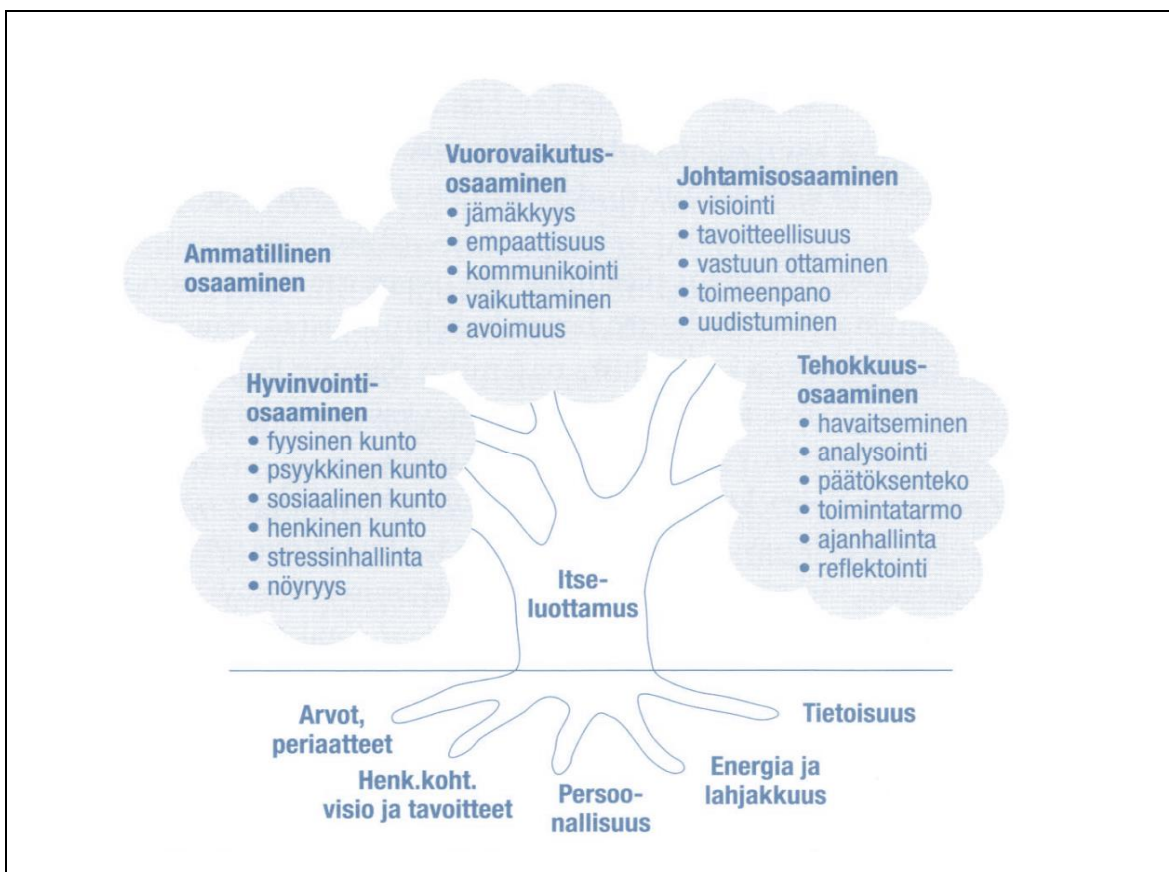 Vuorovaikutus-
osaaminen
• jämäkkyys
• empaattisuus
• kommunikointi
• vaikuttaminen
• avoimuus
Johtamisosaaminen
• visiointi
• tavoitteellisuus
• vastuun ottaminen
• toimeenpano
• uudistuminen
Ammatillinen
osaaminen
Hyvinvointi-
osaaminen
• fyysinen kunto
• psyykkinen kunto
• sosiaalinen kunto
• henkinen kunto
• stressinhallinta
• nöyryys
Tehokkuus-
osaaminen
• havaitseminen
• analysointi
• päätöksenteko
• toimintatarmo
• ajanhallinta
• reflektointi
Itse-
luottamus
Arvot,
periaatteet
Henk.koht.
visio ja tavoitteet
Persoo-
nallisuus
Energia ja
lahjakkuus
Tietoisuus